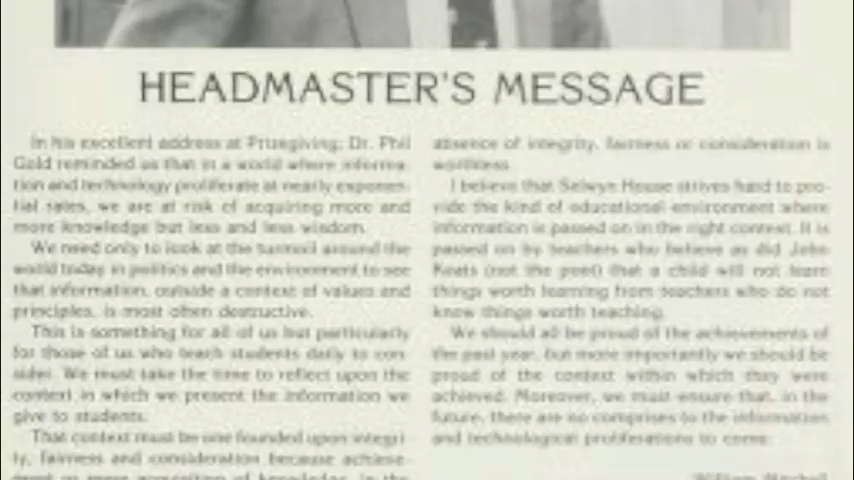 HEADMASTER'S MESSAGE
In his excellent address at Prizegiving, Dr. Phil
Gold reminded us that in a world where informa-
tion and technology proliferate at nearly exponen-
tial rates, we are at risk of acquiring more and
more knowledge but less and less wisdom.
We need only to look at the turmoil around the
world today in politics and the environment to see
that information, outside a context of values and
principles, is most often destructive.
This is something for all of us but particularly
for those of us who teach students daily to con-
sider. We must take the time to reflect upon the
context in which we present the information we
give to students.
That context must be one founded upon integri-
ty, fairness and consideration because achieve-
ment or mere acquisition of knowledge, in the
absence of integrity, fairness or consideration is
worthless.
I believe that Selwyn House strives hard to pro-
vide the kind of educational environment where
information is passed on in the right context. It is
passed on by teachers who believe as did John
Keats (not the poet) that a child will not learn
things worth learning from teachers who do not
know things worth teaching.
We should all be proud of the achievements of
the past year, but more importantly we should be
proud of the context within which they were
achieved. Moreover, we must ensure that, in the
future, there are no comprises to the information
and technological proliferations to come.
William Mitchell